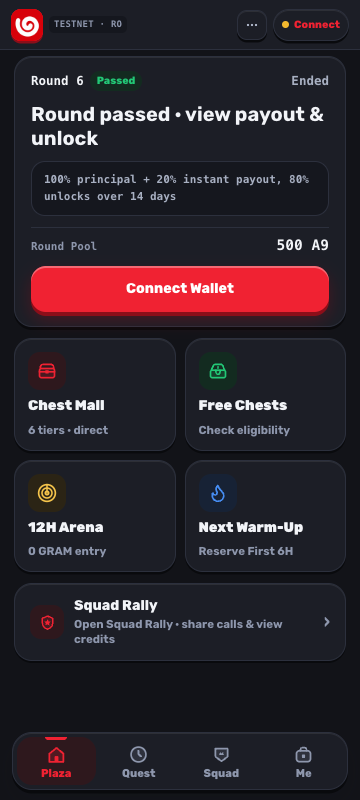 TESTNET · RO
...
Connect
Round 6 Passed Ended
Round passed · view payout &
unlock
100% principal + 20% instant payout, 80%
unlocks over 14 days
Round Pool 500 A9
Connect Wallet
Chest Mall
6 tiers · direct
Free Chests
Check eligibility
12H Arena
0 GRAM entry
Next Warm-Up
Reserve First 6H
Squad Rally
Open Squad Rally · share calls & view
credits
Plaza Quest Squad Me